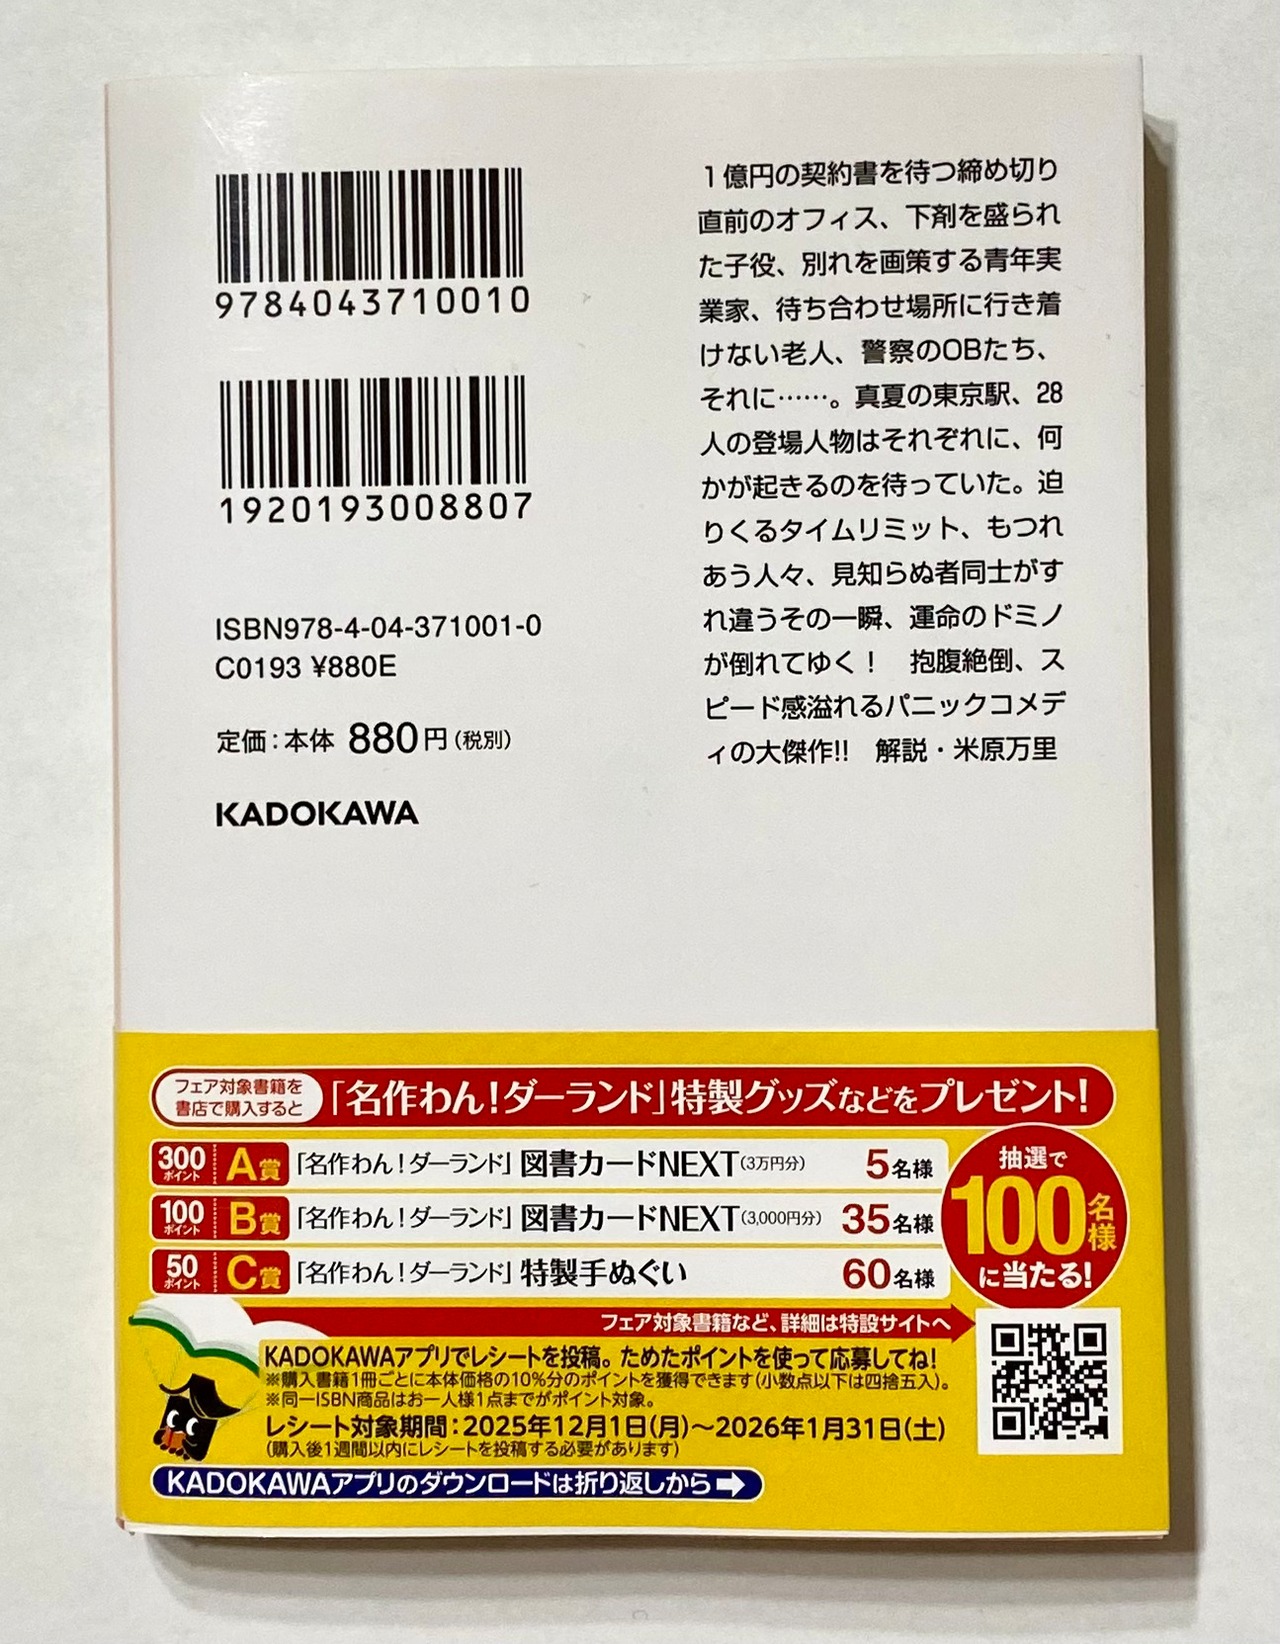 9784043710010
1920193008807
ISBN978-4-04-371001-0
C0193 ¥880E
定価：本体 880円（税別）
KADOKAWA
１億円の契約書を待つ締め切り
直前のオフィス、下剤を盛られ
た子役、別れを画策する青年実
業家、待ち合わせ場所に行き着
けない老人、警察のOBたち、
それに……。真夏の東京駅、28
人の登場人物はそれぞれに、何
かが起きるのを待っていた。迫
りくるタイムリミット、もつれ
あう人々、見知らぬ者同士がす
れ違うその一瞬、運命のドミノ
が倒れてゆく！　抱腹絶倒、ス
ピード感溢れるパニックコメデ
ィの大傑作!!　解説・米原万里
フェア対象書籍を
書店で購入すると
「名作わん！ダーランド」特製グッズなどをプレゼント！
300ポイント A賞 「名作わん！ダーランド」図書カードNEXT（3万円分） 5名様
100ポイント B賞 「名作わん！ダーランド」図書カードNEXT（3,000円分） 35名様
50ポイント C賞 「名作わん！ダーランド」特製手ぬぐい 60名様
抽選で
100名様
に当たる！
フェア対象書籍など、詳細は特設サイトへ
KADOKAWAアプリでレシートを投稿。ためたポイントを使って応募してね！
※購入書籍1冊ごとに本体価格の10％分のポイントを獲得できます（小数点以下は四捨五入）。
※同一ISBN商品はお一人様1点までがポイント対象。
レシート対象期間：2025年12月1日（月）～2026年1月31日（土）
（購入後1週間以内にレシートを投稿する必要があります）
KADOKAWAアプリのダウンロードは折り返しから➡